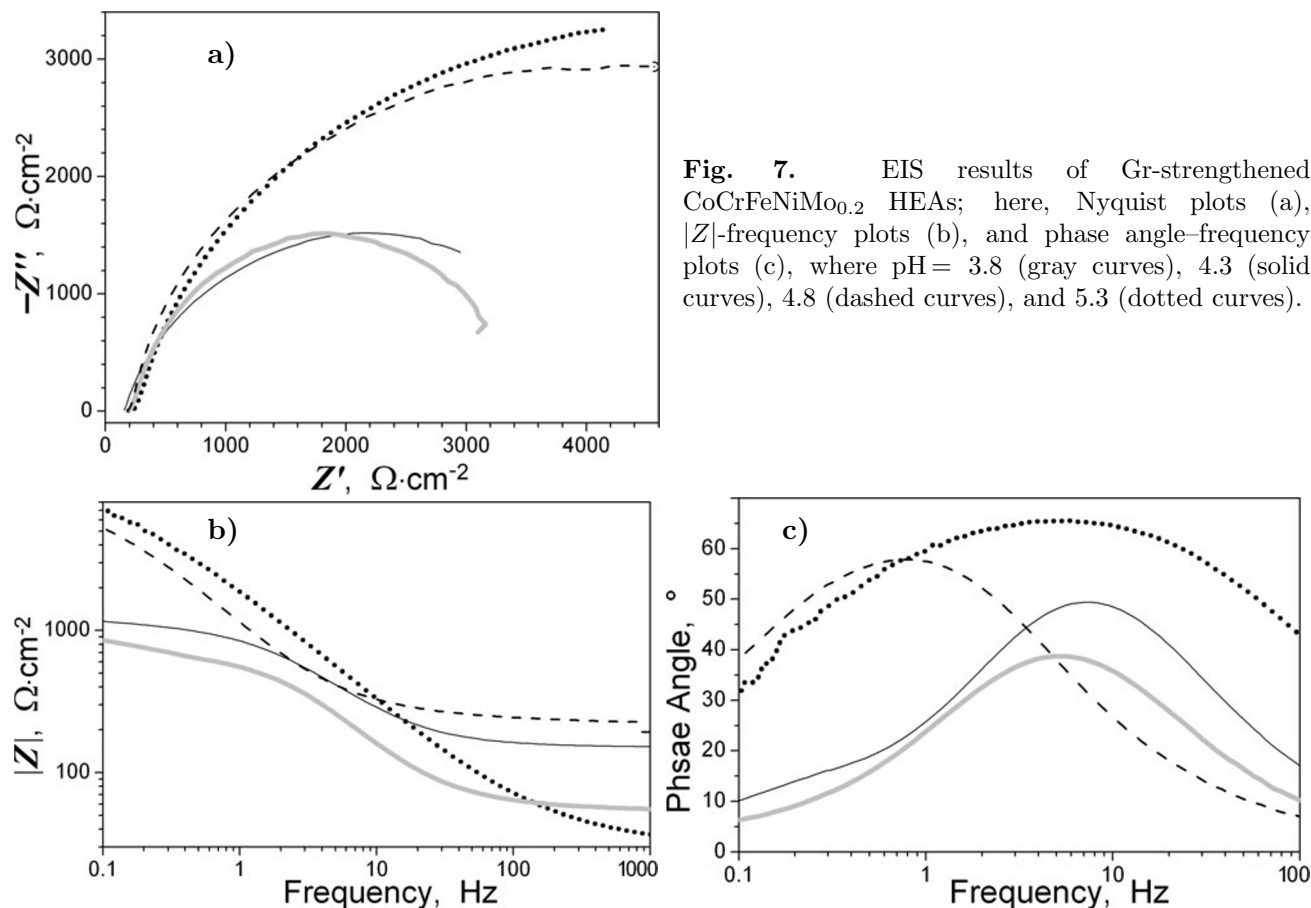 a)
3000
2000
1000
0
–Z″, Ω·cm⁻²
0 1000 2000 3000 4000
Z′, Ω·cm⁻²
Fig. 7. EIS results of Gr-strengthened
CoCrFeNiMo₀.₂ HEAs; here, Nyquist plots (a),
|Z|-frequency plots (b), and phase angle–frequency
plots (c), where pH = 3.8 (gray curves), 4.3 (solid
curves), 4.8 (dashed curves), and 5.3 (dotted curves).
b)
1000
100
|Z|, Ω·cm⁻²
0.1 1 10 100 1000
Frequency, Hz
c)
60
50
40
30
20
10
0
Phsae Angle, °
0.1 1 10 100
Frequency, Hz